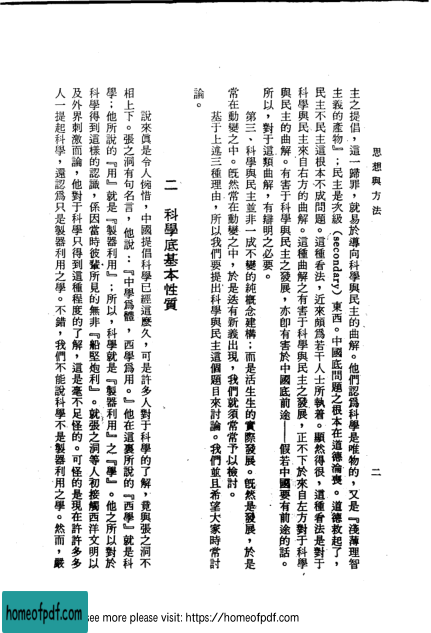 思想與方法
二
主之提倡，這一歸罪，就易於導向科學與民主的曲解。他們認爲科學是唯物的，又是『淺薄理智
主義的產物』；民主是次級（secondary）東西。中國底問題之根本在道德淪喪。道德救起了，
民主不民主這根本不成問題。這種看法，近來頗爲若干人士所執着。顯然得很，這種看法是對于
科學與民主來自右方的曲解。這種曲解之有害于科學與民主之發展，正不下於來自左方對于科學
與民主的曲解。有害于科學與民主之發展，亦卽有害於中國底前途——假若中國要有前途的話。
所以，對于這類曲解，有辯明之必要。
第三、科學與民主並非一成不變的純概念建構；而是活生生的實際發展。旣然是發展，於是
常在動變之中。旣然常在動變之中，於是迭有新義出現，我們就須常常予以檢討。
基于上述三種理由，所以我們要提出科學與民主這個題目來討論。我們並且希望大家時常討
論。
二　科學底基本性質
說來眞是令人惋惜，中國提倡科學已經這麼久，可是許多人對于科學的了解，竟與張之洞不
相上下。張之洞有句名言，他說：『中學爲體，西學爲用。』他在這裏所說的『西學』就是科
學；他所說的『用』就是『製器利用』；所以，科學就是『製器利用』之『學』。他之所以對於
科學得到這樣的認識，係因當時彼輩所見的無非『船堅炮利』。就張之洞等人初接觸西洋文明以
及外界刺激而論，他對于科學只得到這種程度的了解，這是毫不足怪的。可怪的是現在許許多多
人一提起科學，還認爲只是製器利用之學。不錯，我們不能說科學不是製器利用之學。然而，嚴
homeofpdf.com
see more please visit: https://homeofpdf.com